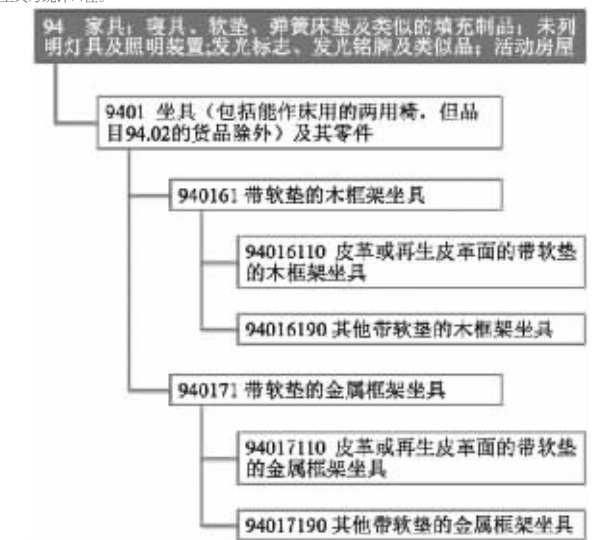 94 家具；寝具、软垫、弹簧床垫及类似的填充制品；未列
明灯具及照明装置;发光标志、发光铭牌及类似品；活动房屋
9401 坐具（包括能作床用的两用椅，但品
目94.02的货品除外）及其零件
940161 带软垫的木框架坐具
94016110 皮革或再生皮革面的带软垫
的木框架坐具
94016190 其他带软垫的木框架坐具
940171 带软垫的金属框架坐具
94017110 皮革或再生皮革面的带软垫
的金属框架坐具
94017190 其他带软垫的金属框架坐具